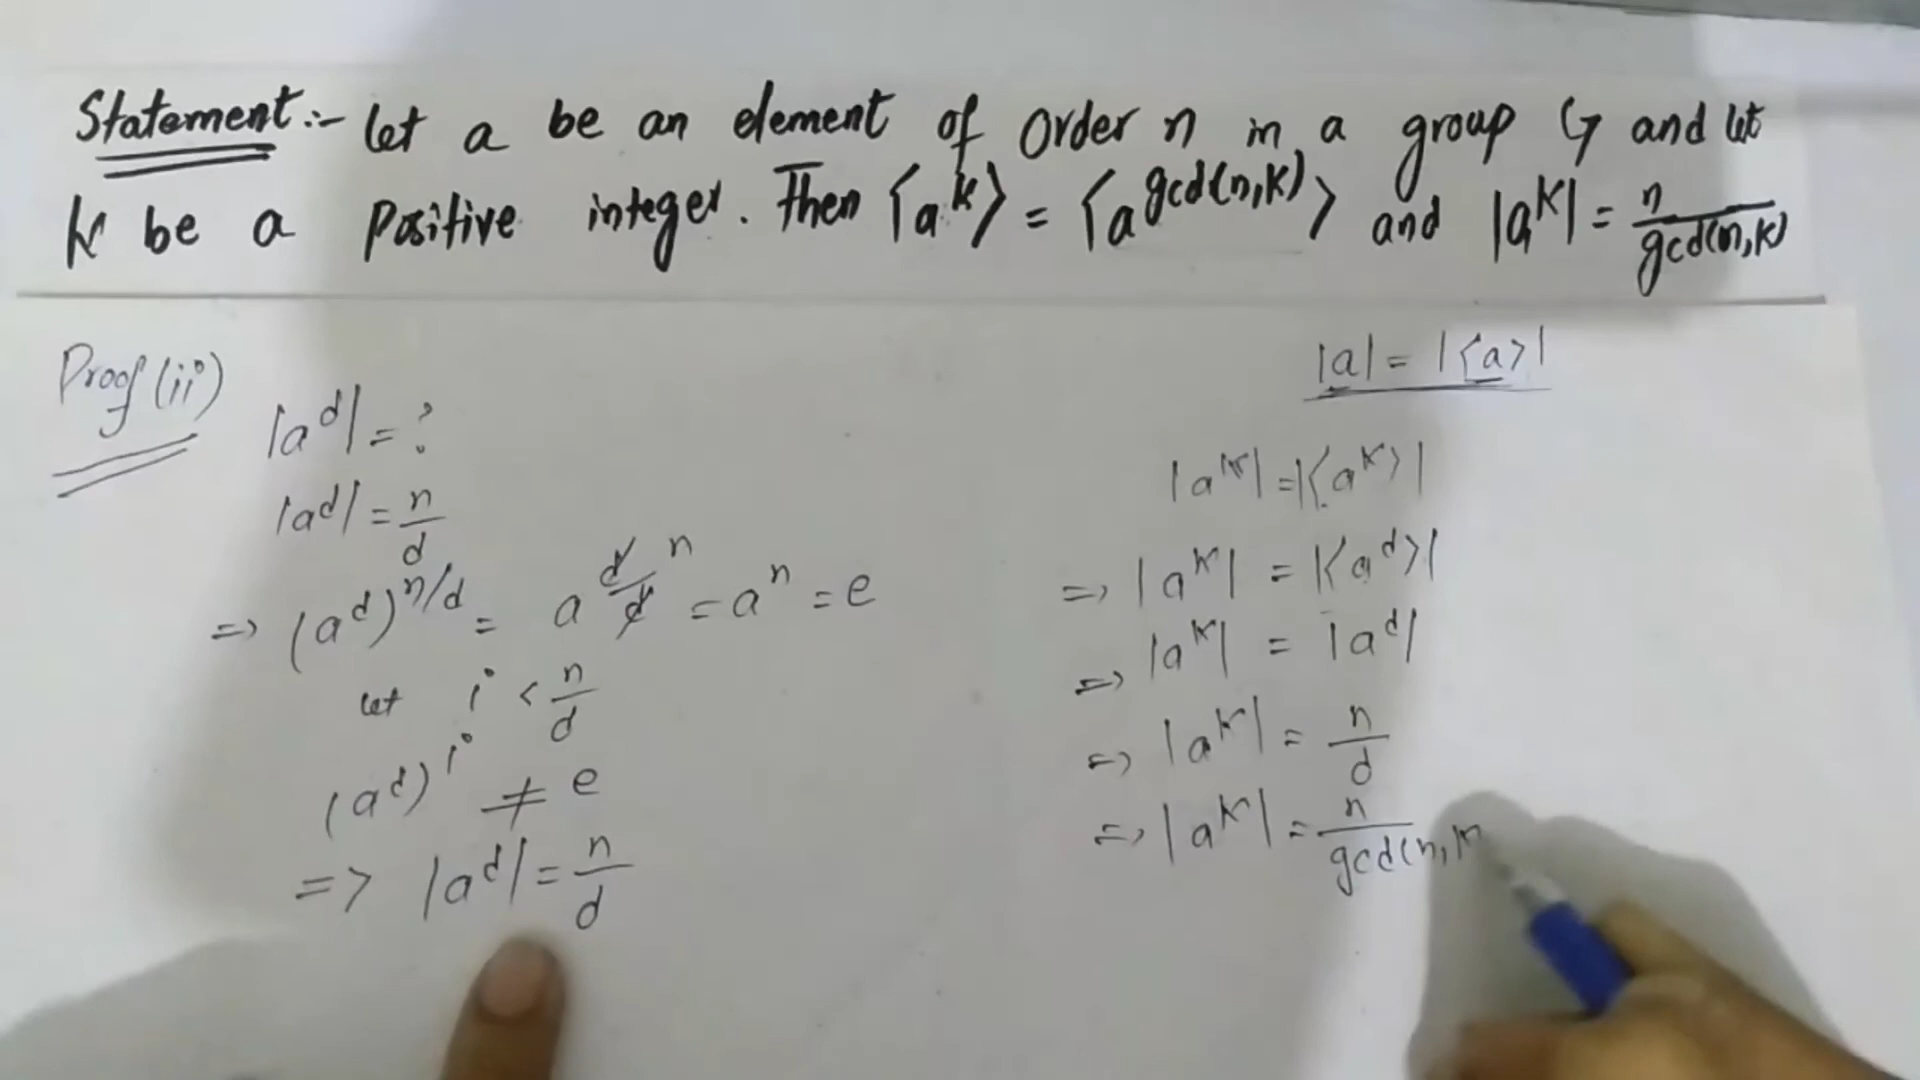 Statement:- let a be an element of order n in a group G and let
K be a positive integer. Then ⟨a^k⟩ = ⟨a^gcd(n,k)⟩ and |a^k| = n/gcd(n,k)
Proof (ii)
|a^d| = ?
|a^d| = n/d
=> (a^d)^n/d = a^(d/d n) = a^n = e
let i < n/d
(a^d)^i ≠ e
=> |a^d| = n/d
|a| = |⟨a⟩|
|a^k| = |⟨a^k⟩|
=> |a^k| = |⟨a^d⟩|
=> |a^k| = |a^d|
=> |a^k| = n/d
=> |a^k| = n/gcd(n,k